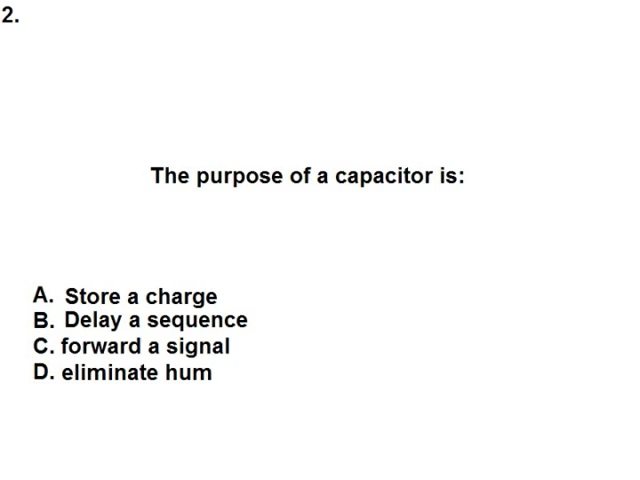 2.
The purpose of a capacitor is:
A. Store a charge
B. Delay a sequence
C. forward a signal
D. eliminate hum